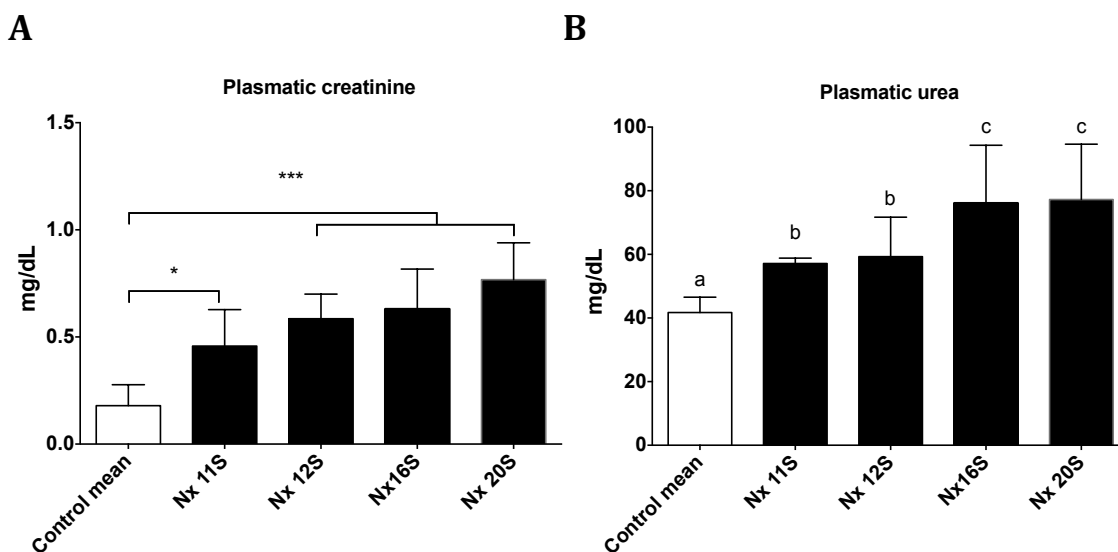 A
Plasmatic creatinine
mg/dL
1.5
1.0
0.5
0.0
***
*
Control mean
Nx 11S
Nx 12S
Nx16S
Nx 20S
B
Plasmatic urea
mg/dL
100
80
60
40
20
0
a
b
b
c
c
Control mean
Nx 11S
Nx 12S
Nx16S
Nx 20S